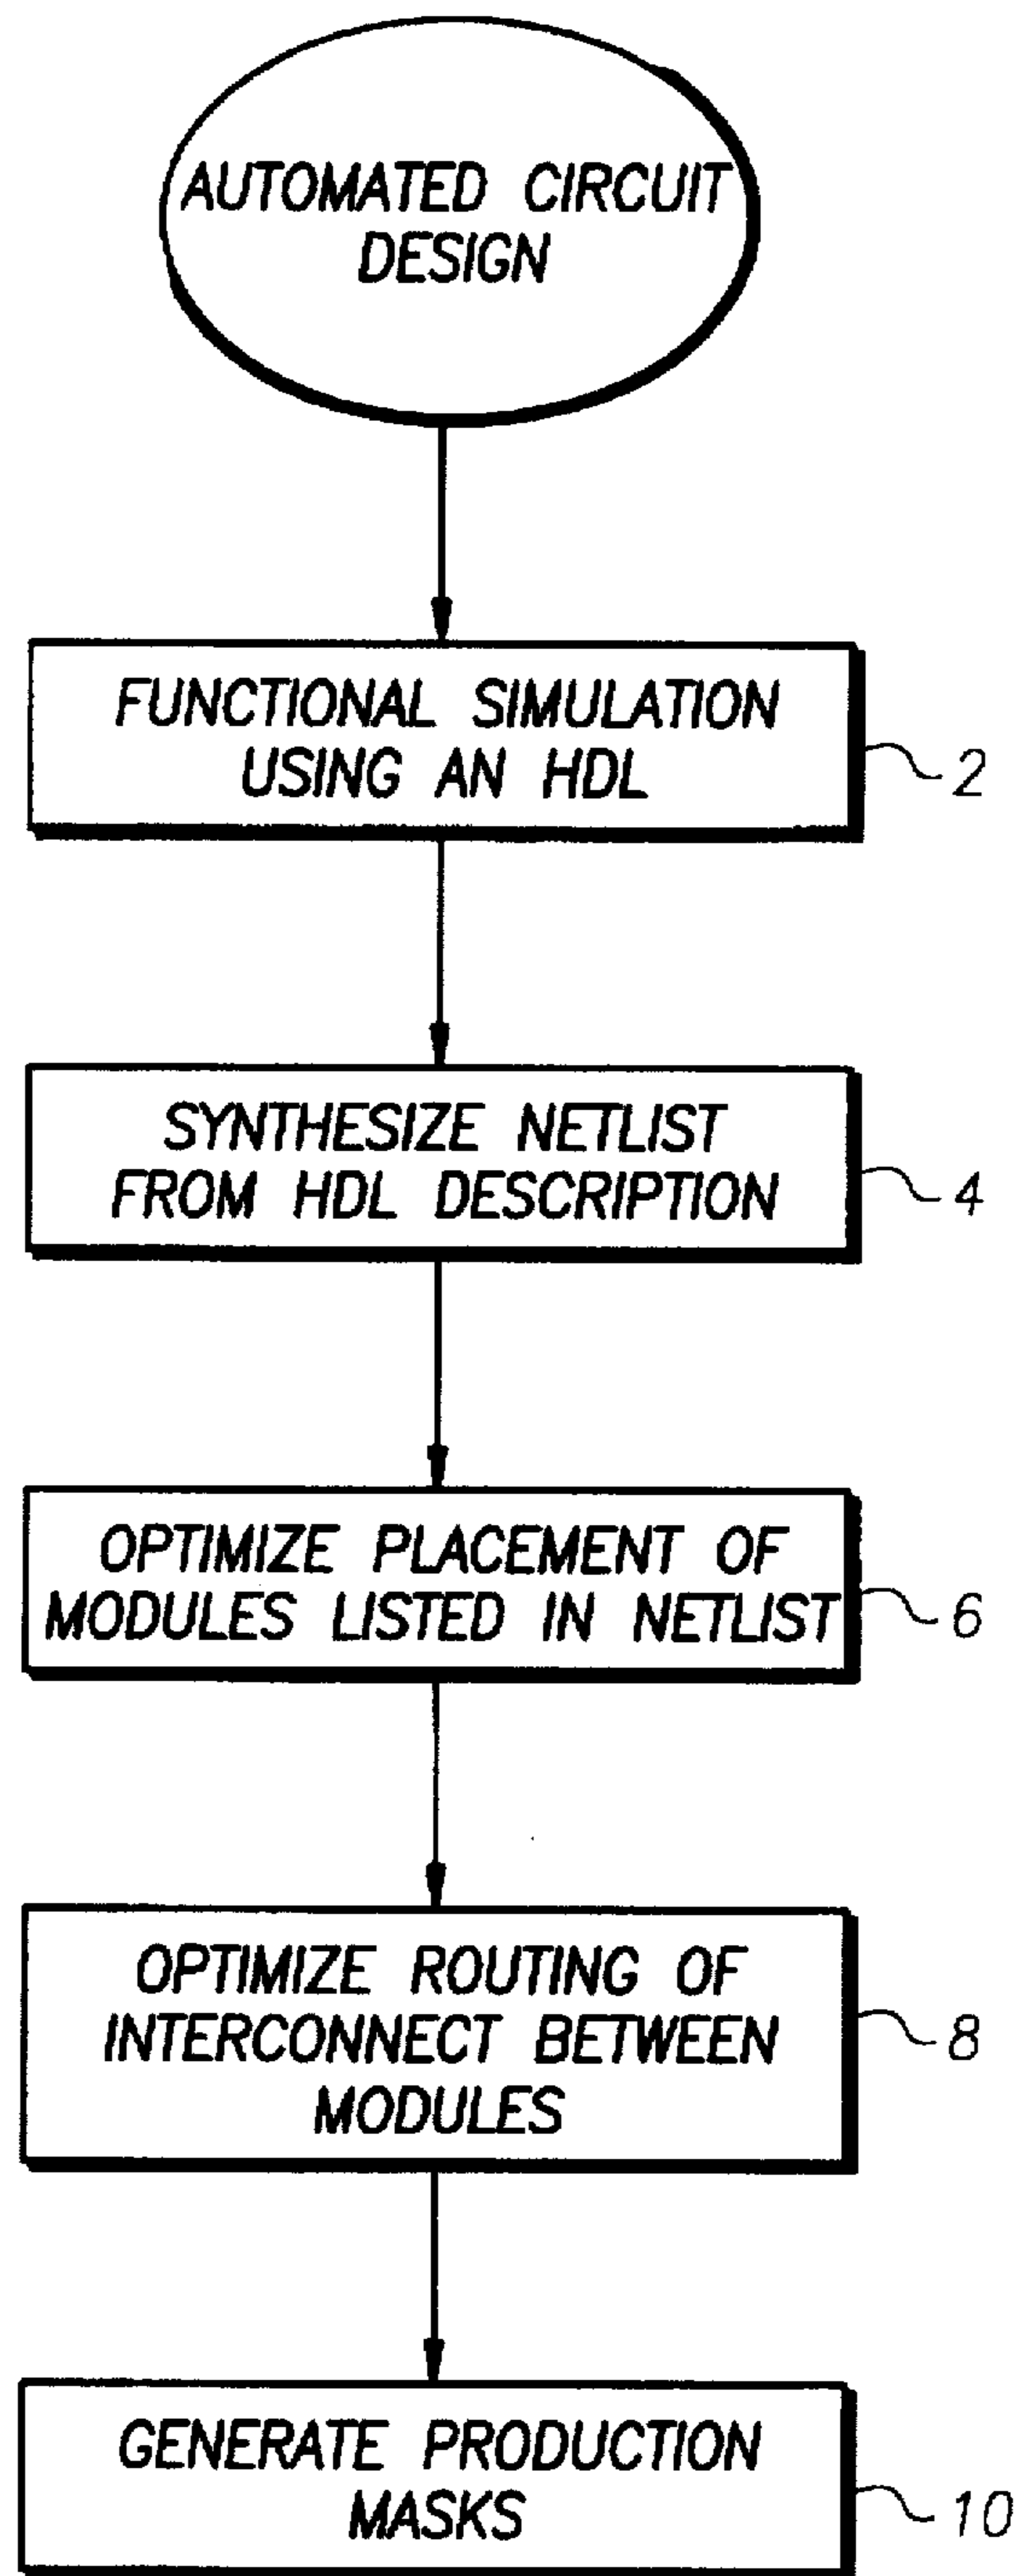 AUTOMATED CIRCUIT
DESIGN
FUNCTIONAL SIMULATION
USING AN HDL
2
SYNTHESIZE NETLIST
FROM HDL DESCRIPTION
4
OPTIMIZE PLACEMENT OF
MODULES LISTED IN NETLIST
6
OPTIMIZE ROUTING OF
INTERCONNECT BETWEEN
MODULES
8
GENERATE PRODUCTION
MASKS
10